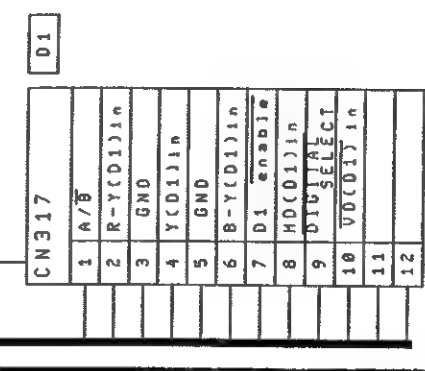 D1
CN317
1 A/B̅
2 R-Y(D1)in
3 GND
4 Y(D1)in
5 GND
6 B-Y(D1)in
7 D1 enable
8 HD(D1)in
9 DIGITAL SELECT
10 VD(D1) in
11
12